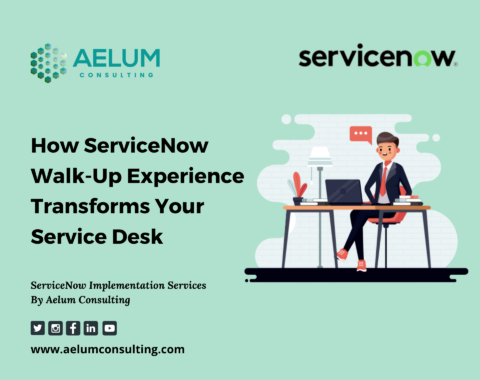 AELUM
CONSULTING
servicenow
How ServiceNow
Walk-Up Experience
Transforms Your
Service Desk
ServiceNow Implementation Services
By Aelum Consulting
www.aelumconsulting.com